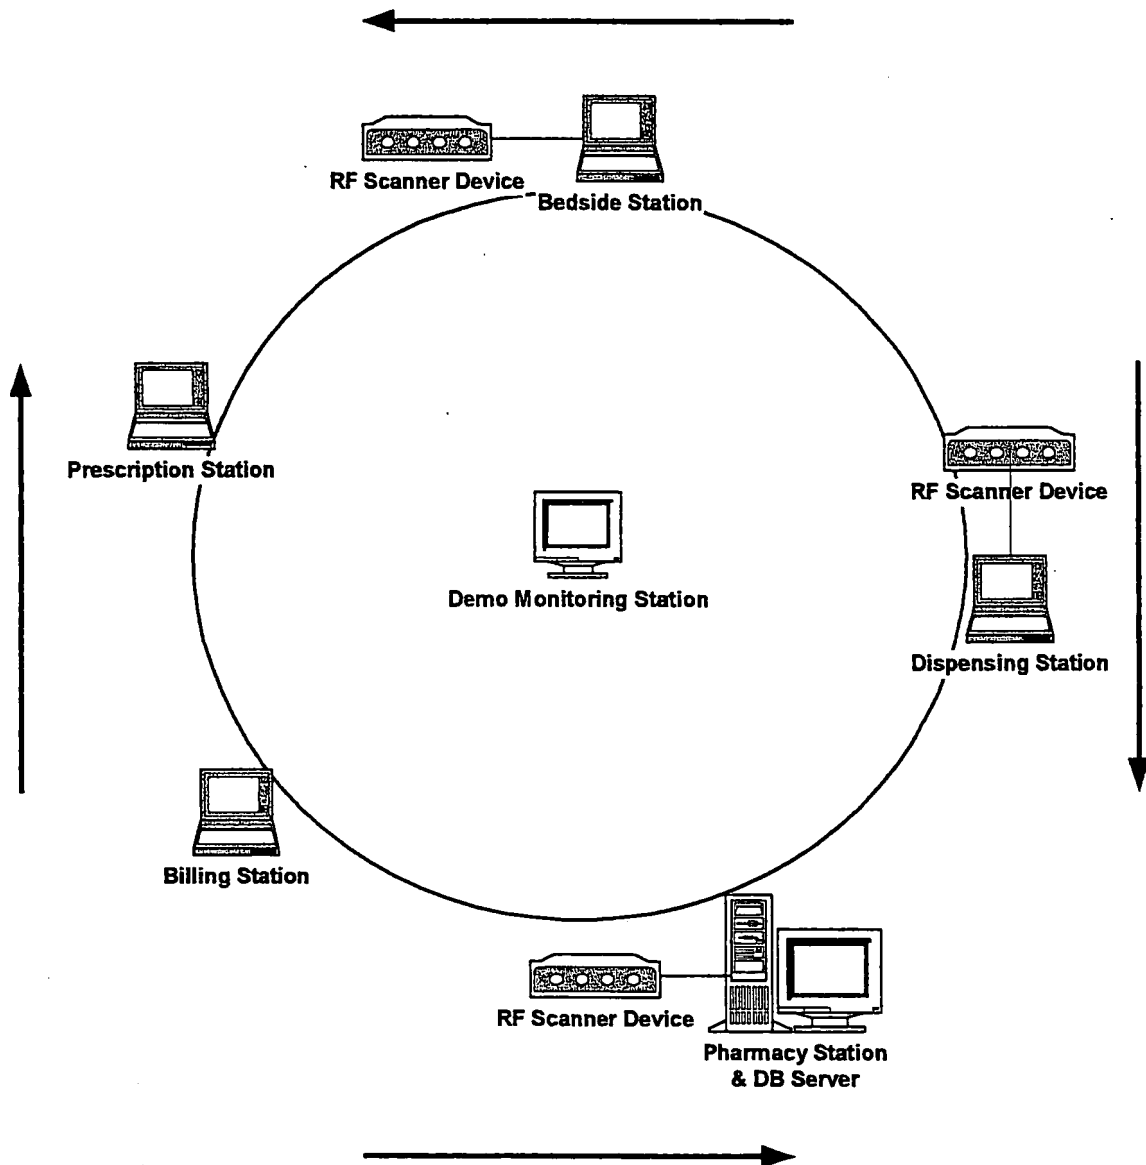 RF Scanner Device
Bedside Station
Prescription Station
RF Scanner Device
Demo Monitoring Station
Dispensing Station
Billing Station
RF Scanner Device
Pharmacy Station
& DB Server